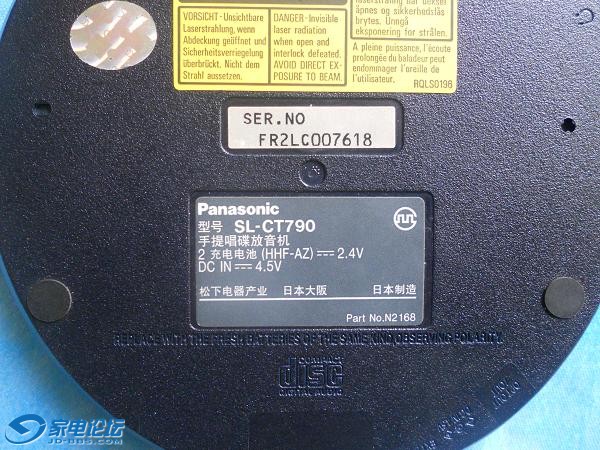 VORSICHT - Unsichtbare
Laserstrahlung, wenn
Abdeckung geöffnet und
Sicherheitsverriegelung
überbrückt. Nicht dem
Strahl aussetzen.
DANGER - Invisible
laser radiation
when open and
interlock defeated.
AVOID DIRECT EX-
POSURE TO BEAM.
åpnes og sikkerhedslås
brytes. Unngå
eksponering for strålen.
A pleine puissance, l'écoute
prolongée du baladeur peut
endommager l'oreille de
l'utilisateur.
RQLS0196
SER.NO
FR2LC007618
Panasonic
型号 SL-CT790
手提唱碟放音机
2 充电电池 (HHF-AZ) 2.4V
DC IN 4.5V
松下电器产业 日本大阪 日本制造
Part No.N2168
REPLACE WITH THE FRESH BATTERIES OF THE SAME KIND, OBSERVING POLARITY.
COMPACT
disc
DIGITAL AUDIO
家电论坛
JD-BBS.COM